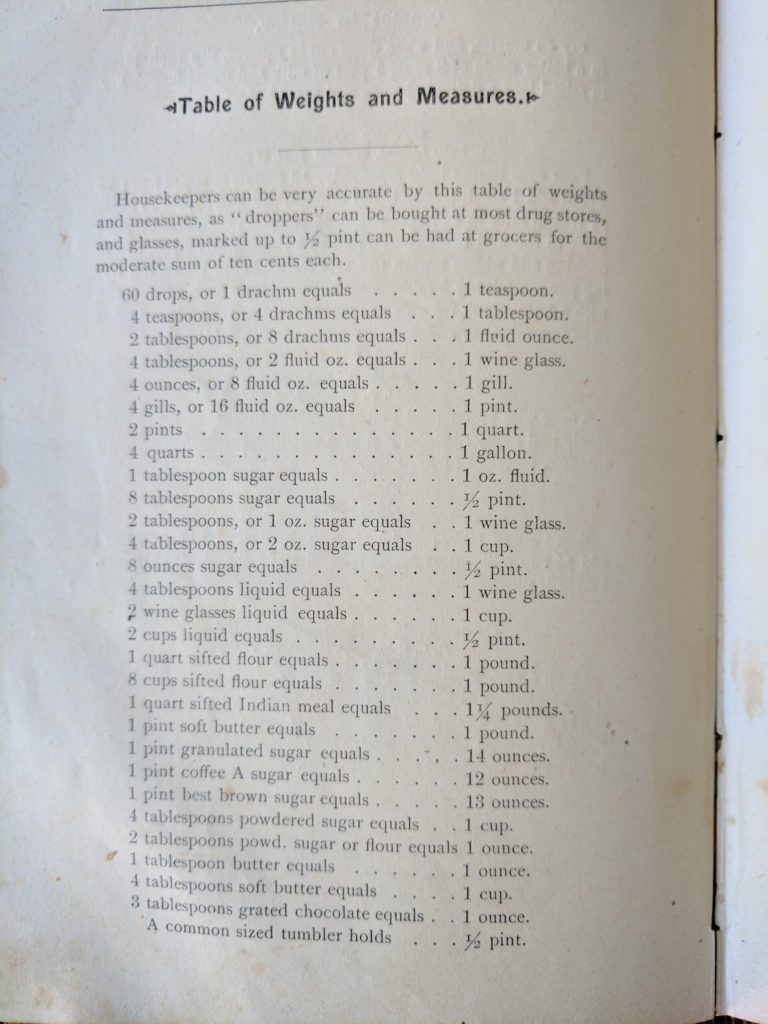 Table of Weights and Measures.
Housekeepers can be very accurate by this table of weights
and measures, as "droppers" can be bought at most drug stores,
and glasses, marked up to ½ pint can be had at grocers for the
moderate sum of ten cents each.
60 drops, or 1 drachm equals . . . . . 1 teaspoon.
4 teaspoons, or 4 drachms equals . . . 1 tablespoon.
2 tablespoons, or 8 drachms equals . . . 1 fluid ounce.
4 tablespoons, or 2 fluid oz. equals . . . 1 wine glass.
4 ounces, or 8 fluid oz. equals . . . . . 1 gill.
4 gills, or 16 fluid oz. equals . . . . . 1 pint.
2 pints . . . . . . . . . . . . . . 1 quart.
4 quarts . . . . . . . . . . . . . . 1 gallon.
1 tablespoon sugar equals . . . . . . . 1 oz. fluid.
8 tablespoons sugar equals . . . . . . ½ pint.
2 tablespoons, or 1 oz. sugar equals . . 1 wine glass.
4 tablespoons, or 2 oz. sugar equals . . 1 cup.
8 ounces sugar equals . . . . . . . . ½ pint.
4 tablespoons liquid equals . . . . . . 1 wine glass.
2 wine glasses liquid equals . . . . . . 1 cup.
2 cups liquid equals . . . . . . . . . ½ pint.
1 quart sifted flour equals . . . . . . . 1 pound.
8 cups sifted flour equals . . . . . . . 1 pound.
1 quart sifted Indian meal equals . . . 1¼ pounds.
1 pint soft butter equals . . . . . . . 1 pound.
1 pint granulated sugar equals . . . . . 14 ounces.
1 pint coffee A sugar equals . . . . . . 12 ounces.
1 pint best brown sugar equals . . . . . 13 ounces.
4 tablespoons powdered sugar equals . . 1 cup.
2 tablespoons powd. sugar or flour equals 1 ounce.
1 tablespoon butter equals . . . . . . 1 ounce.
4 tablespoons soft butter equals . . . . 1 cup.
3 tablespoons grated chocolate equals . . 1 ounce.
A common sized tumbler holds . . . ½ pint.